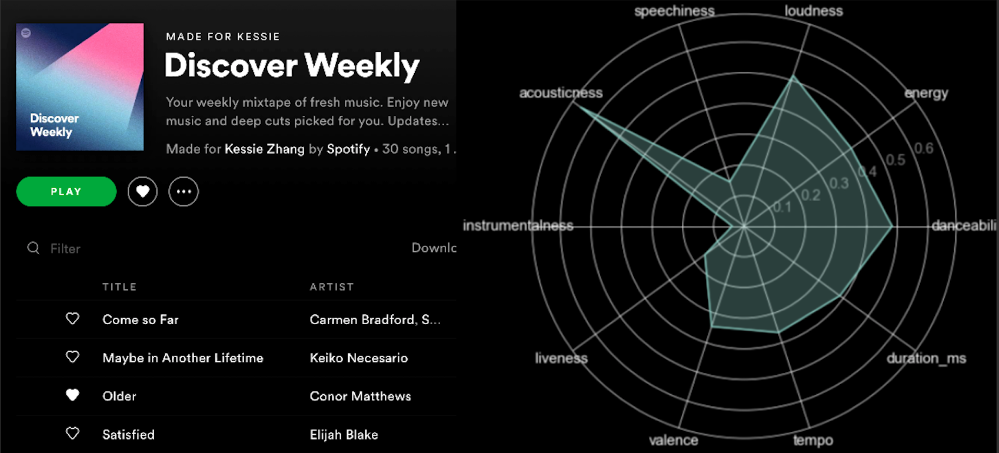 Discover
Weekly
MADE FOR KESSIE
Discover Weekly
Your weekly mixtape of fresh music. Enjoy new
music and deep cuts picked for you. Updates...
Made for Kessie Zhang by Spotify • 30 songs, 1 .
PLAY
Filter
Downlo
TITLE ARTIST
Come so Far Carmen Bradford, S...
Maybe in Another Lifetime Keiko Necesario
Older Conor Matthews
Satisfied Elijah Blake
speechiness loudness
acousticness energy
0.6
0.5
0.4
0.3
0.2
0.1
instrumentalness danceabili
liveness duration_ms
valence tempo